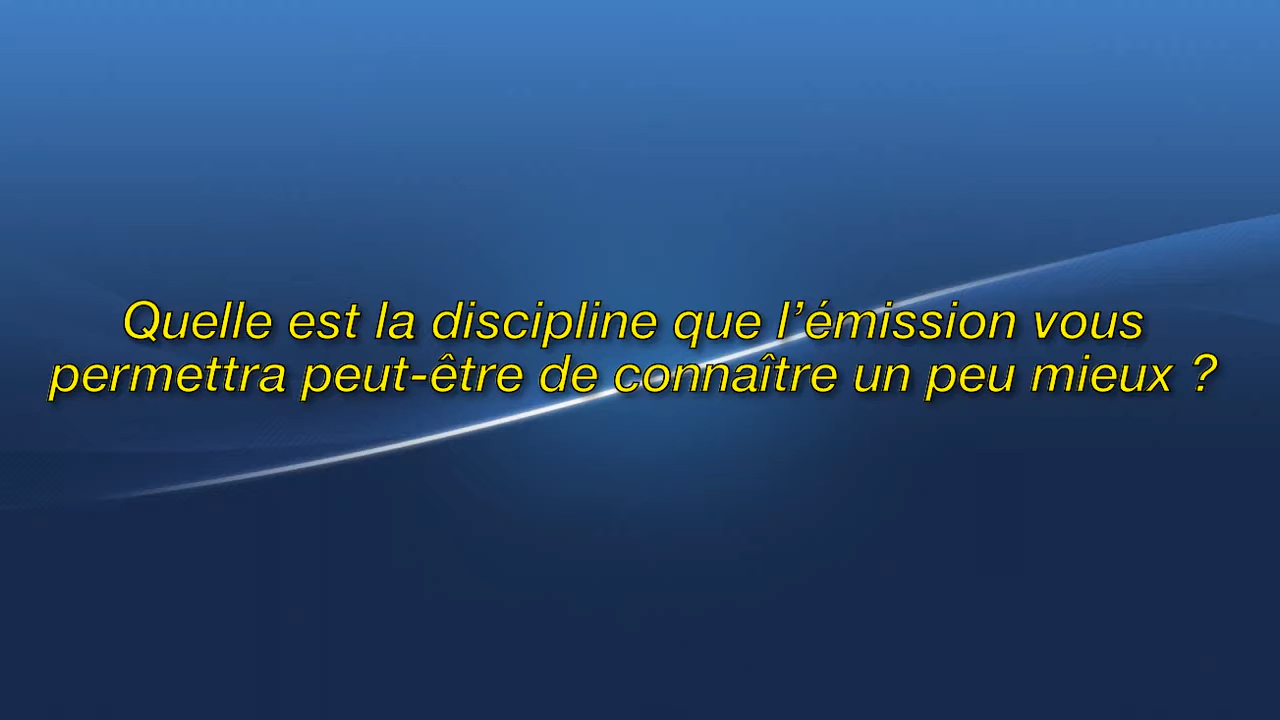 Quelle est la discipline que l’émission vous
permettra peut-être de connaître un peu mieux ?